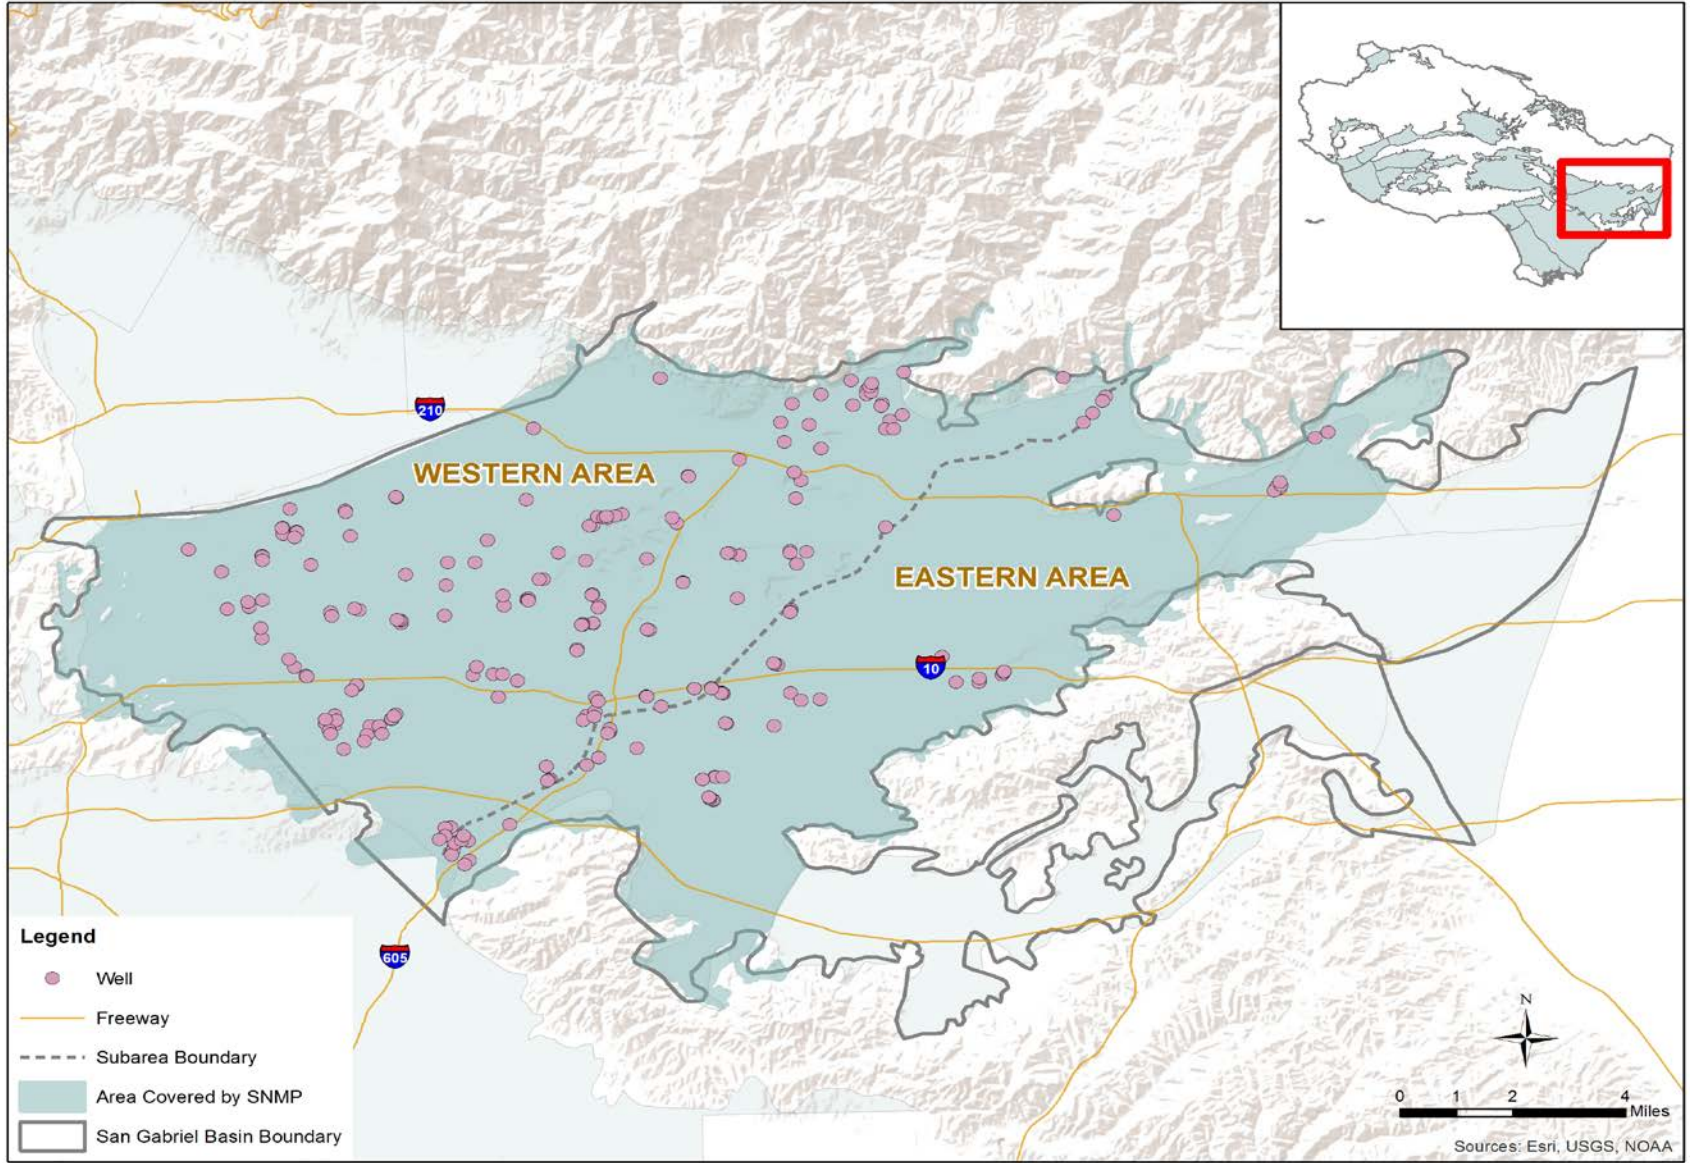 210
WESTERN AREA
EASTERN AREA
10
605
Legend
Well
Freeway
Subarea Boundary
Area Covered by SNMP
San Gabriel Basin Boundary
N
0 1 2 4
Miles
Sources: Esri, USGS, NOAA